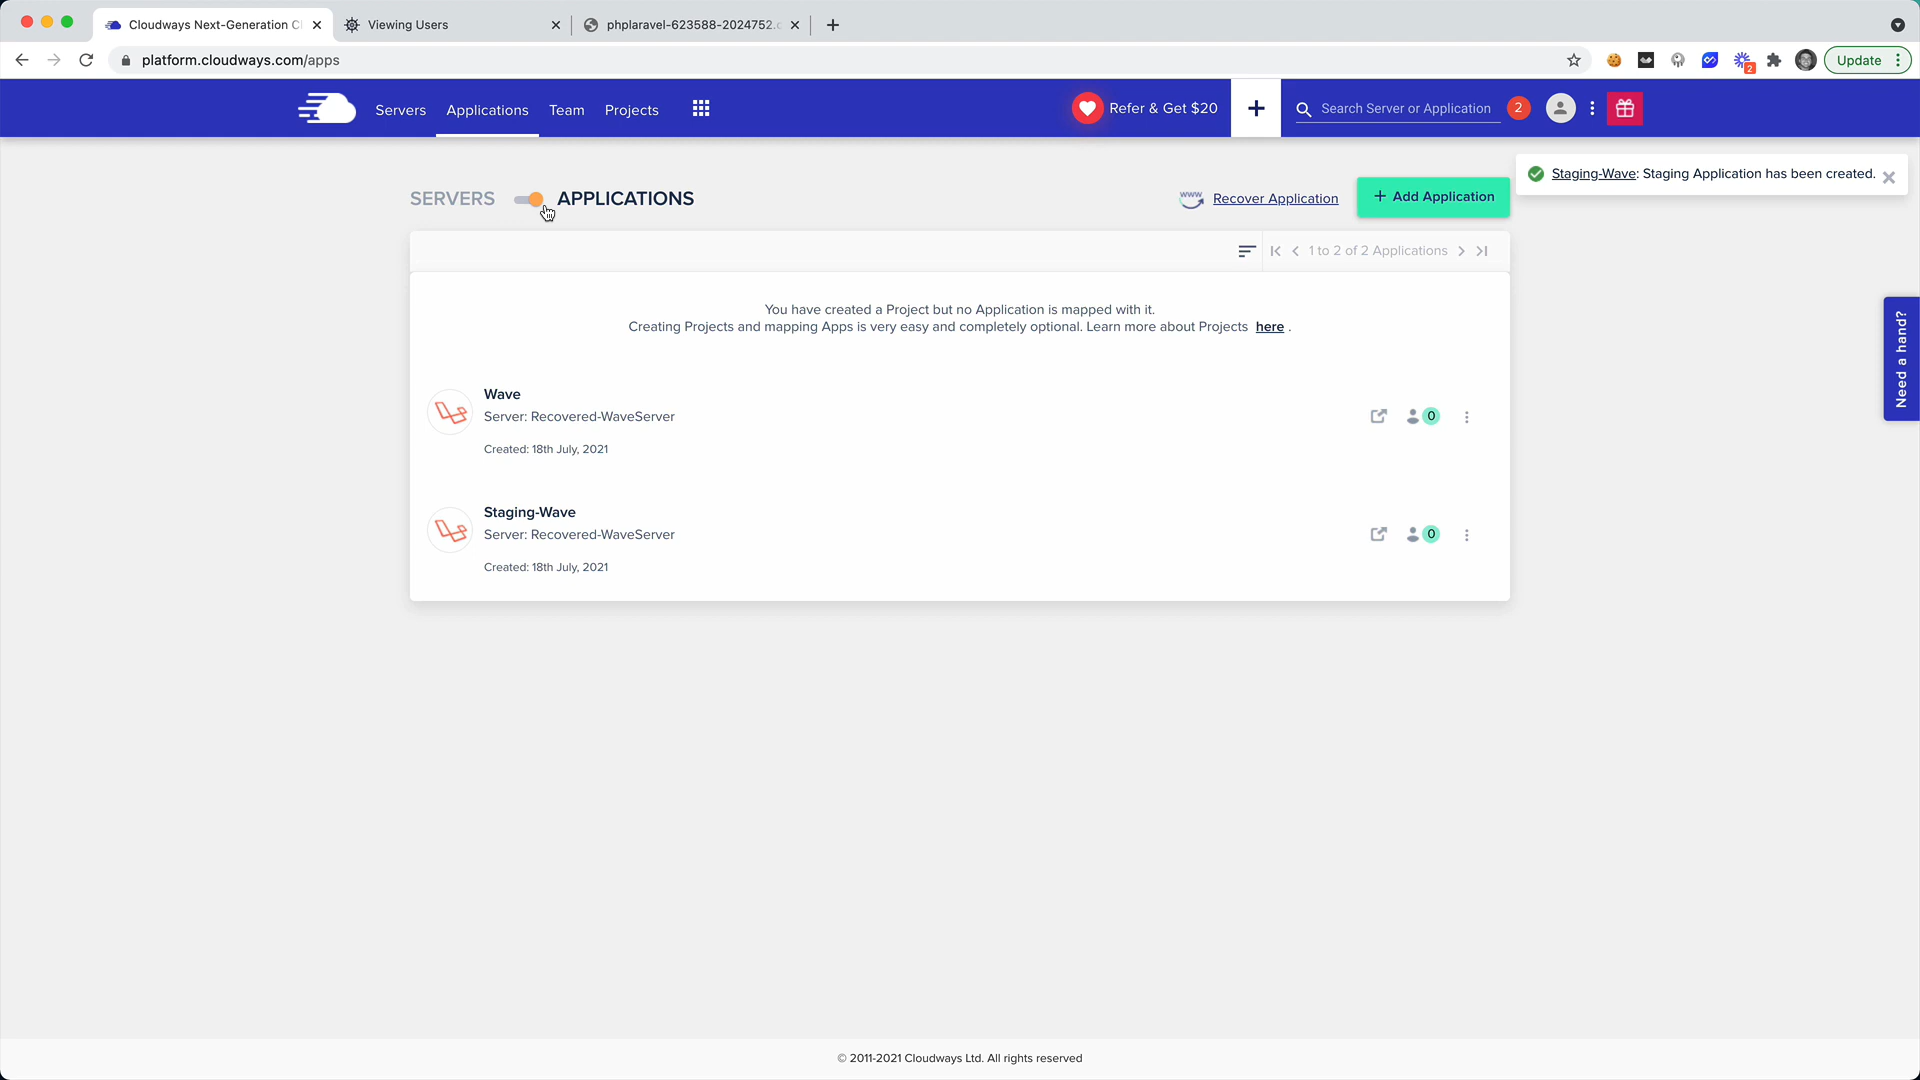 Cloudways Next-Generation Cl
Viewing Users
phplaravel-623588-2024752.c
platform.cloudways.com/apps
2
Update
Servers
Applications
Team
Projects
Refer & Get $20
Search Server or Application
2
Staging-Wave: Staging Application has been created.
SERVERS
APPLICATIONS
www
Recover Application
+ Add Application
1 to 2 of 2 Applications
Need a hand?
You have created a Project but no Application is mapped with it.
Creating Projects and mapping Apps is very easy and completely optional. Learn more about Projects here .
Wave
Server: Recovered-WaveServer
0
Created: 18th July, 2021
Staging-Wave
Server: Recovered-WaveServer
0
Created: 18th July, 2021
© 2011-2021 Cloudways Ltd. All rights reserved